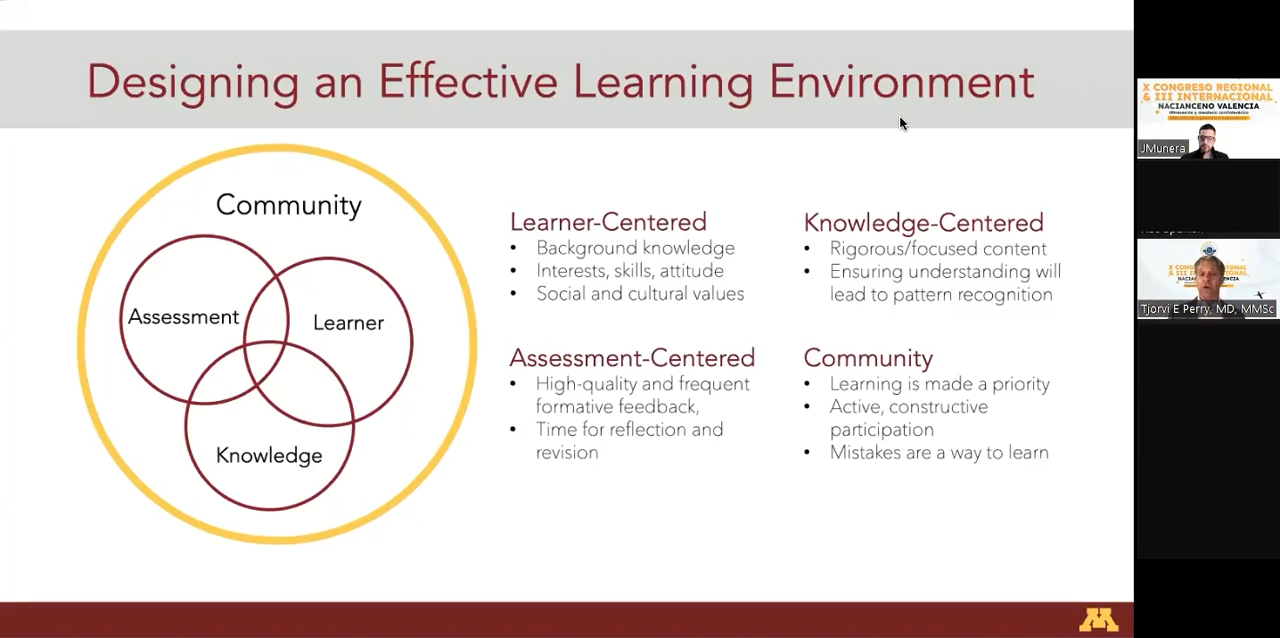 Designing an Effective Learning Environment
Community
Assessment
Learner
Knowledge
Learner-Centered
• Background knowledge
• Interests, skills, attitude
• Social and cultural values
Knowledge-Centered
• Rigorous/focused content
• Ensuring understanding will
lead to pattern recognition
Assessment-Centered
• High-quality and frequent
formative feedback,
• Time for reflection and
revision
Community
• Learning is made a priority
• Active, constructive
participation
• Mistakes are a way to learn
M
X CONGRESO REGIONAL
& III INTERNACIONAL
NACIANCENO VALENCIA
JMunera
Tjorvi E Perry, MD, MMSc